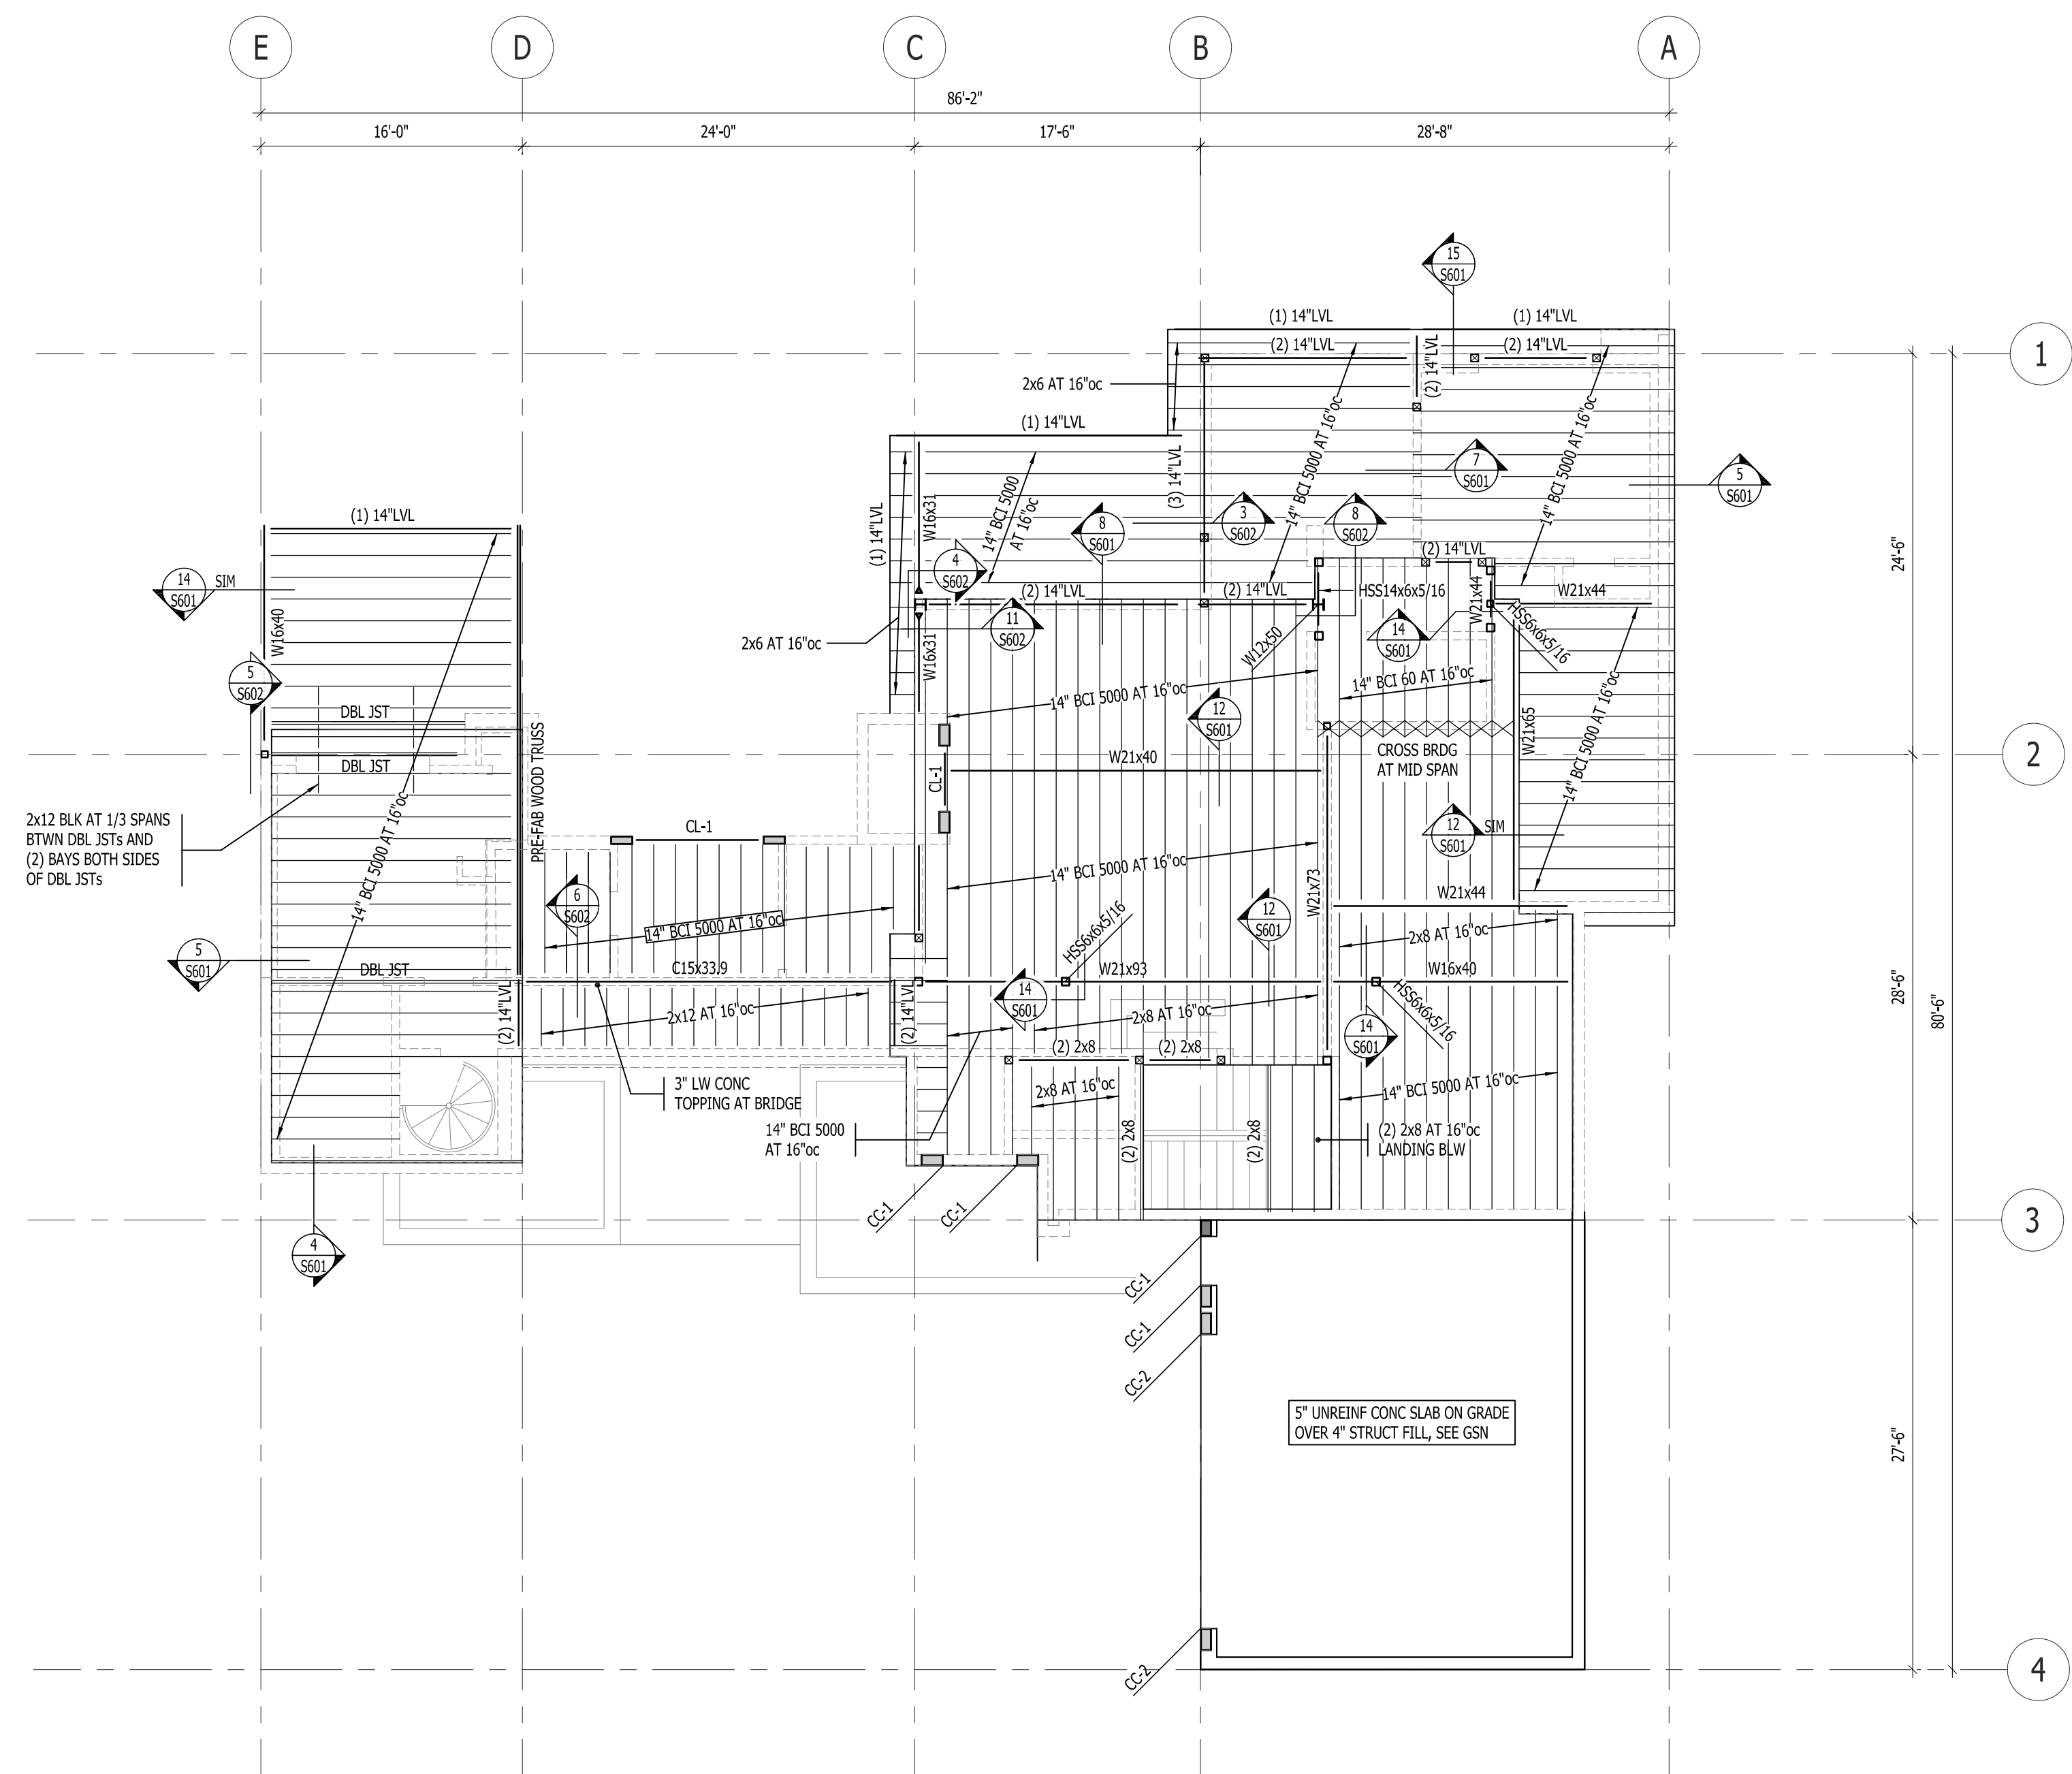 E
D
C
B
A
86'-2"
16'-0"
24'-0"
17'-6"
28'-8"
15
S601
(1) 14"LVL
(1) 14"LVL
(2) 14"LVL
(2) 14"LVL
(2) 14"LVL
1
2x6 AT 16"oc
(1) 14"LVL
14" BCI 5000 AT 16"oc
14" BCI 5000 AT 16"oc
7
S601
5
S601
(3) 14"LVL
(1) 14"LVL
W16x31
14" BCI 5000
AT 16"oc
8
S601
3
S602
8
S602
(1) 14"LVL
4
S602
(2) 14"LVL
24'-6"
14
S601
SIM
W16x40
(2) 14"LVL
(2) 14"LVL
HSS14x6x5/16
W21x44
W21x44
11
S602
14
S601
HSS6x6x5/16
2x6 AT 16"oc
W16x31
W12x50
5
S602
14" BCI 5000 AT 16"oc
14" BCI 60 AT 16"oc
14" BCI 5000 AT 16"oc
DBL JST
12
S601
W21x65
PRE-FAB WOOD TRUSS
DBL JST
CL-1
W21x40
CROSS BRDG
AT MID SPAN
2
2x12 BLK AT 1/3 SPANS
BTWN DBL JSTs AND
(2) BAYS BOTH SIDES
OF DBL JSTs
14" BCI 5000 AT 16"oc
CL-1
12
S601
SIM
14" BCI 5000 AT 16"oc
6
S602
14" BCI 5000 AT 16"oc
W21x73
W21x44
12
S601
2x8 AT 16"oc
5
S601
DBL JST
C15x33.9
HSS6x6x5/16
W21x93
W16x40
28'-6"
80'-6"
(2) 14"LVL
2x12 AT 16"oc
(2) 14"LVL
14
S601
2x8 AT 16"oc
HSS6x6x5/16
14
S601
(2) 2x8
(2) 2x8
3" LW CONC
TOPPING AT BRIDGE
2x8 AT 16"oc
14" BCI 5000 AT 16"oc
14" BCI 5000
AT 16"oc
(2) 2x8
(2) 2x8
(2) 2x8 AT 16"oc
LANDING BLW
CC-1
CC-1
3
4
S601
CC-1
CC-1
CC-2
5" UNREINF CONC SLAB ON GRADE
OVER 4" STRUCT FILL, SEE GSN
27'-6"
CC-2
4